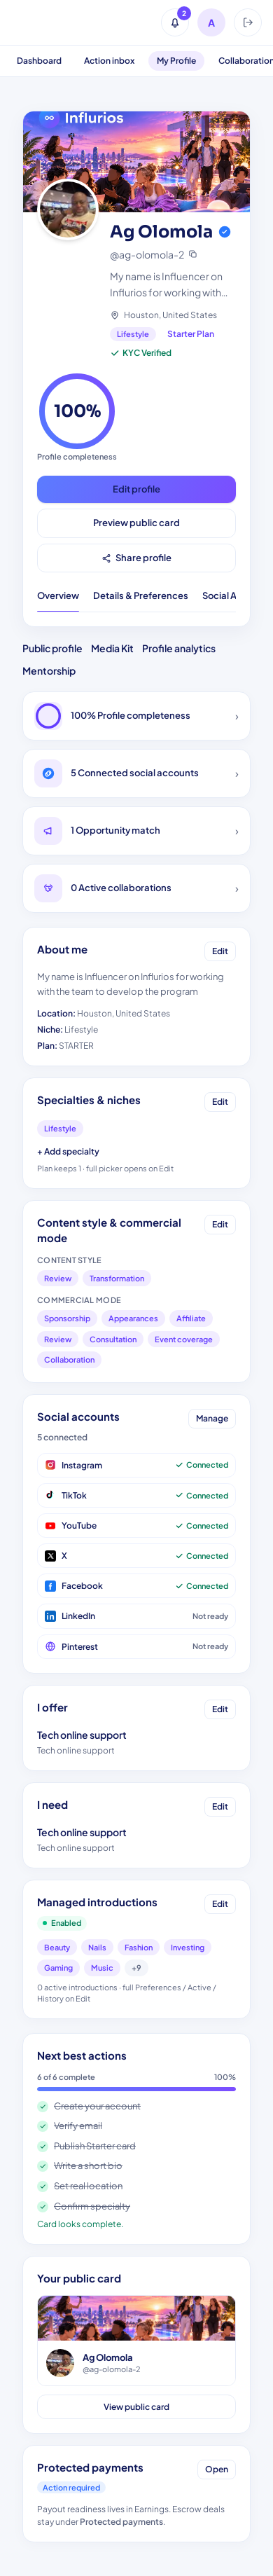 2
A
Dashboard Action inbox My Profile Collaboration
Influrios
Ag Olomola
@ag-olomola-2
My name is Influencer on
Influrios for working with...
Houston, United States
Lifestyle Starter Plan
KYC Verified
100%
Profile completeness
Edit profile
Preview public card
Share profile
Overview Details & Preferences Social A
Public profile Media Kit Profile analytics
Mentorship
100% Profile completeness
5 Connected social accounts
1 Opportunity match
0 Active collaborations
About me Edit
My name is Influencer on Influrios for working
with the team to develop the program
Location: Houston, United States
Niche: Lifestyle
Plan: STARTER
Specialties & niches Edit
Lifestyle
+ Add specialty
Plan keeps 1 · full picker opens on Edit
Content style & commercial Edit
mode
CONTENT STYLE
Review Transformation
COMMERCIAL MODE
Sponsorship Appearances Affiliate
Review Consultation Event coverage
Collaboration
Social accounts Manage
5 connected
Instagram Connected
TikTok Connected
YouTube Connected
X Connected
Facebook Connected
LinkedIn Not ready
Pinterest Not ready
I offer Edit
Tech online support
Tech online support
I need Edit
Tech online support
Tech online support
Managed introductions Edit
Enabled
Beauty Nails Fashion Investing
Gaming Music +9
0 active introductions · full Preferences / Active /
History on Edit
Next best actions
6 of 6 complete 100%
Create your account
Verify email
Publish Starter card
Write a short bio
Set real location
Confirm specialty
Card looks complete.
Your public card
Ag Olomola
@ag-olomola-2
View public card
Protected payments Open
Action required
Payout readiness lives in Earnings. Escrow deals
stay under Protected payments.